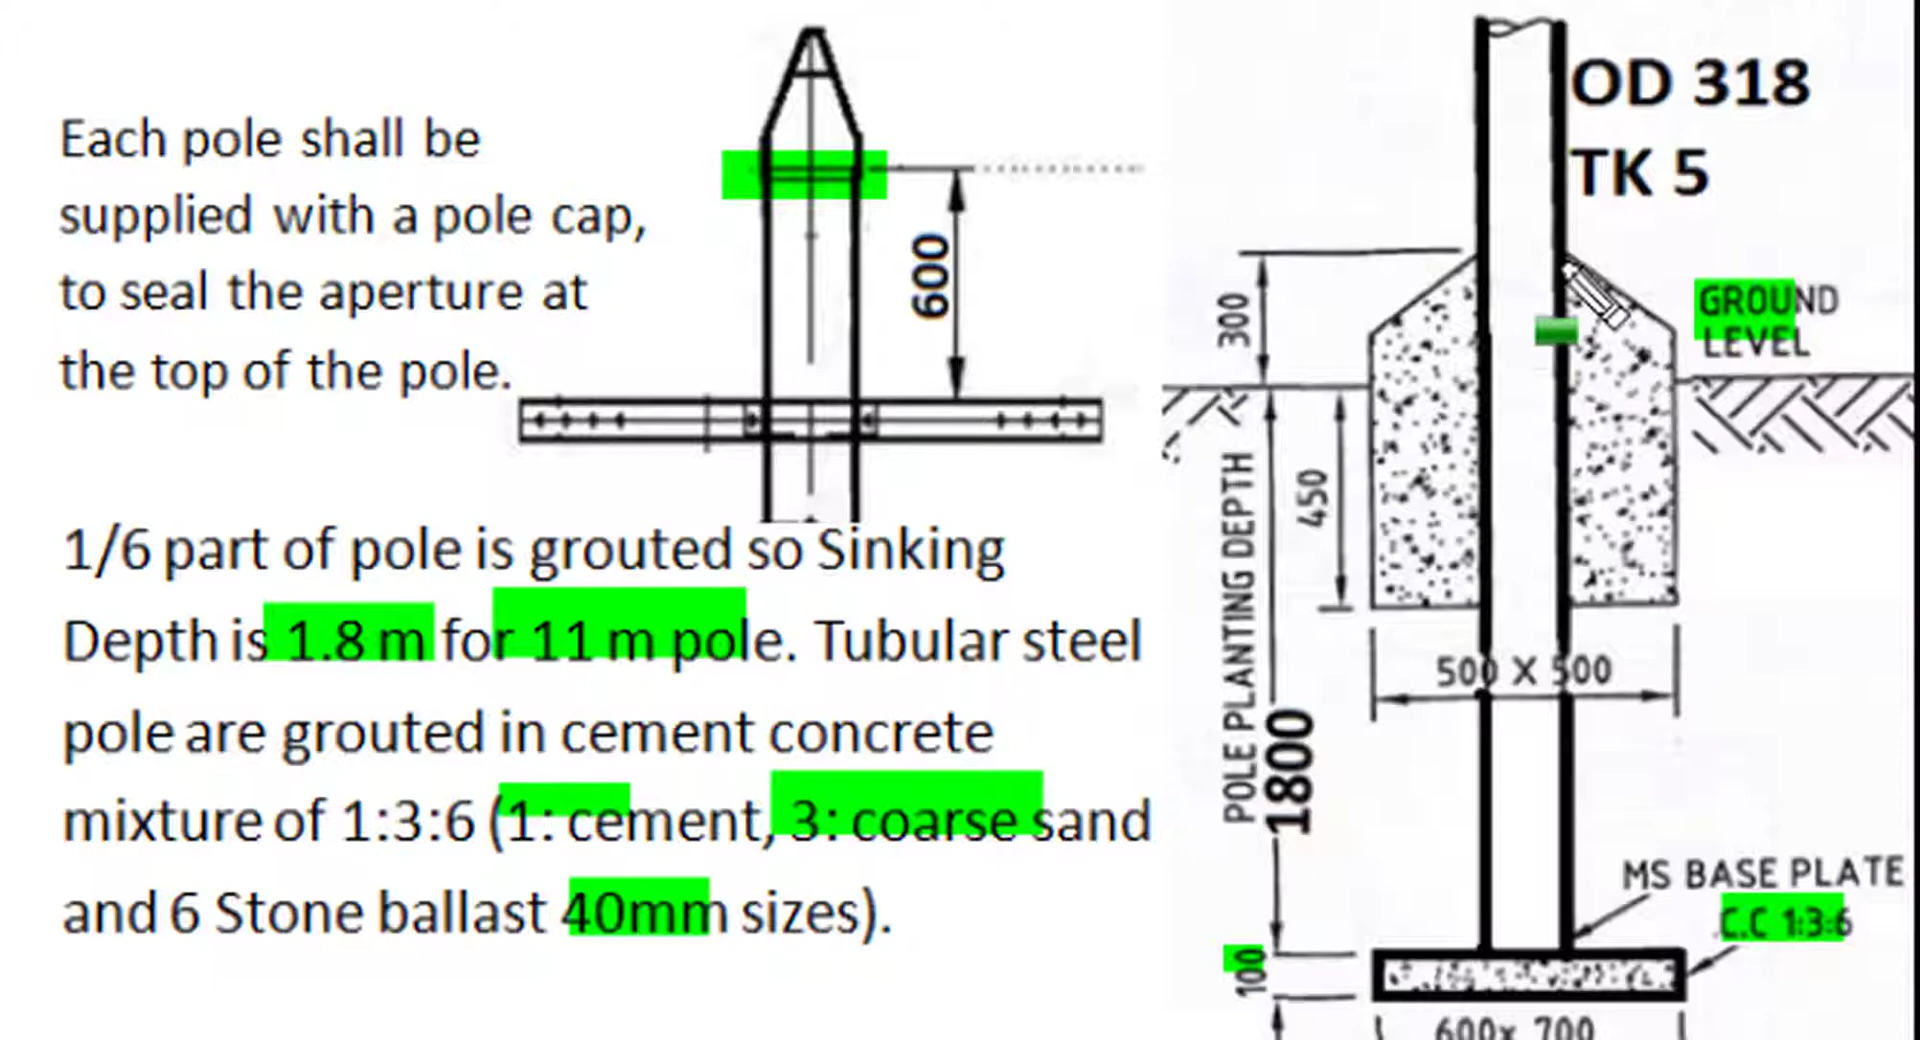 Each pole shall be
supplied with a pole cap,
to seal the aperture at
the top of the pole.
600
1/6 part of pole is grouted so Sinking
Depth is 1.8 m for 11 m pole. Tubular steel
pole are grouted in cement concrete
mixture of 1:3:6 (1: cement, 3: coarse sand
and 6 Stone ballast 40mm sizes).
OD 318
TK 5
300
GROUND
LEVEL
450
POLE PLANTING DEPTH
1800
500 X 500
MS BASE PLATE
C.C 1:3:6
100
600x 700